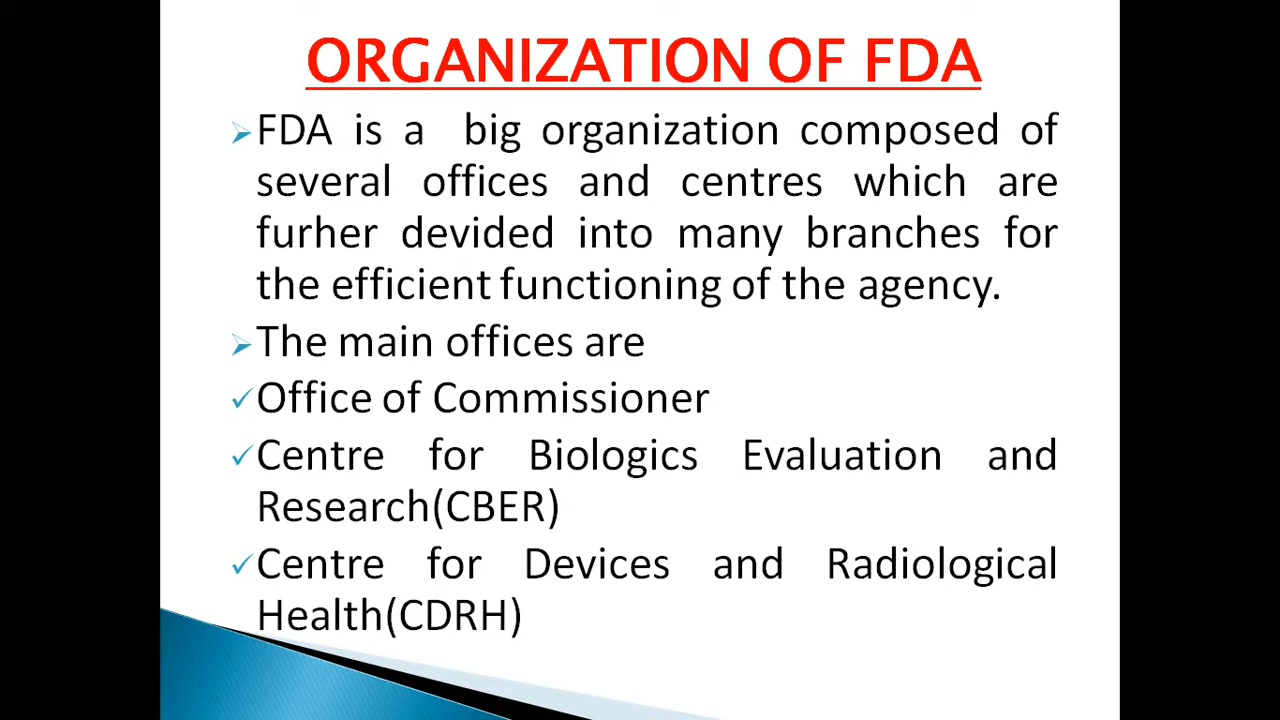 ORGANIZATION OF FDA
FDA is a big organization composed of
several offices and centres which are
furher devided into many branches for
the efficient functioning of the agency.
The main offices are
Office of Commissioner
Centre for Biologics Evaluation and
Research(CBER)
Centre for Devices and Radiological
Health(CDRH)